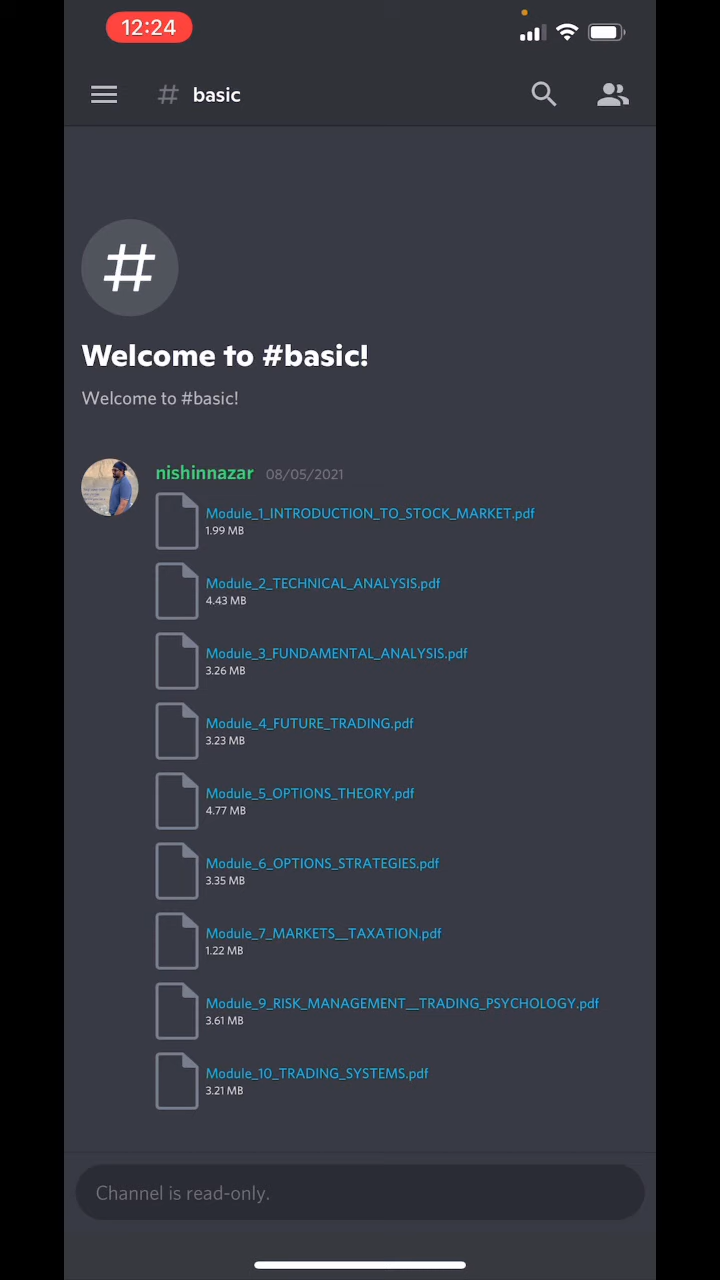 12:24
# basic
#
Welcome to #basic!
Welcome to #basic!
nishinnazar 08/05/2021
Module_1_INTRODUCTION_TO_STOCK_MARKET.pdf
1.99 MB
Module_2_TECHNICAL_ANALYSIS.pdf
4.43 MB
Module_3_FUNDAMENTAL_ANALYSIS.pdf
3.26 MB
Module_4_FUTURE_TRADING.pdf
3.23 MB
Module_5_OPTIONS_THEORY.pdf
4.77 MB
Module_6_OPTIONS_STRATEGIES.pdf
3.35 MB
Module_7_MARKETS__TAXATION.pdf
1.22 MB
Module_9_RISK_MANAGEMENT__TRADING_PSYCHOLOGY.pdf
3.61 MB
Module_10_TRADING_SYSTEMS.pdf
3.21 MB
Channel is read-only.